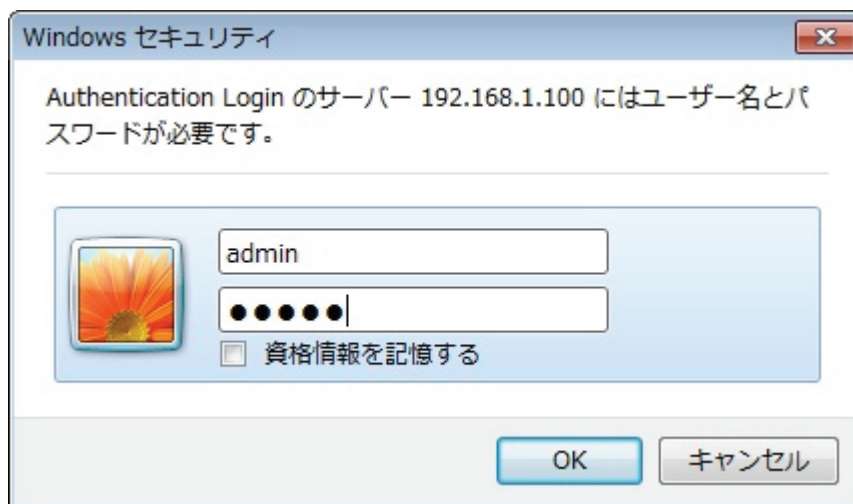 Windows セキュリティ
Authentication Login のサーバー 192.168.1.100 にはユーザー名とパ
スワードが必要です。
admin
●●●●●
資格情報を記憶する
OK キャンセル